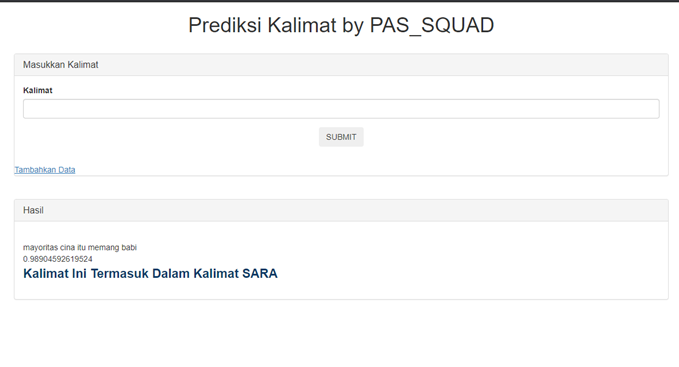 Prediksi Kalimat by PAS_SQUAD
Masukkan Kalimat
Kalimat
SUBMIT
Tambahkan Data
Hasil
mayoritas cina itu memang babi
0.98904592619524
Kalimat Ini Termasuk Dalam Kalimat SARA